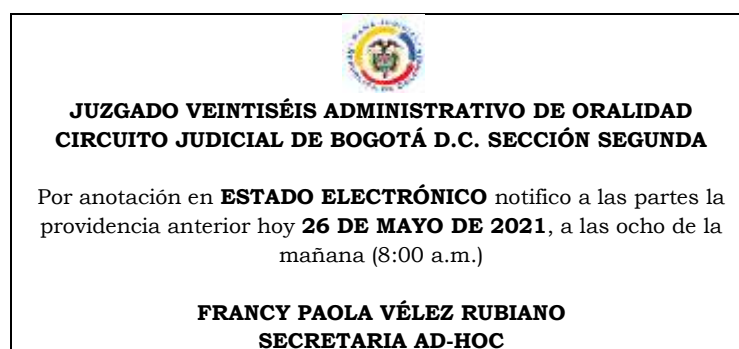 JUZGADO VEINTISÉIS ADMINISTRATIVO DE ORALIDAD
CIRCUITO JUDICIAL DE BOGOTÁ D.C. SECCIÓN SEGUNDA
Por anotación en ESTADO ELECTRÓNICO notifico a las partes la
providencia anterior hoy 26 DE MAYO DE 2021, a las ocho de la
mañana (8:00 a.m.)
FRANCY PAOLA VÉLEZ RUBIANO
SECRETARIA AD-HOC